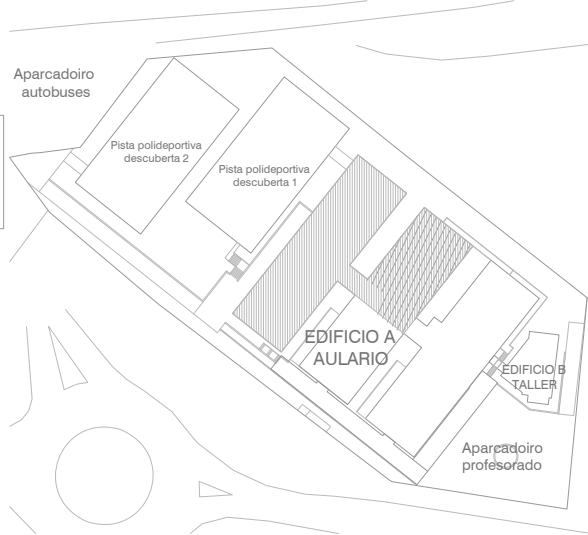 Aparcadoiro
autobuses
Pista polideportiva
descuberta 2
Pista polideportiva
descuberta 1
EDIFICIO A
AULARIO
EDIFICIO B
TALLER
Aparcadoiro
profesorado